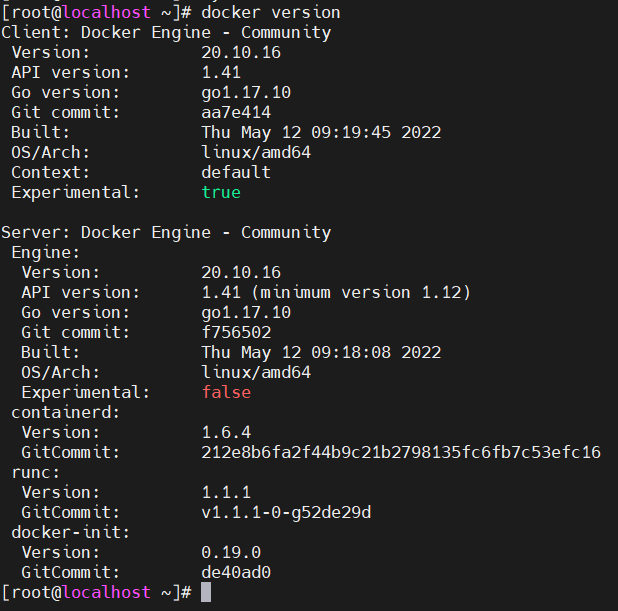 [root@localhost ~]# docker version
Client: Docker Engine - Community
 Version:           20.10.16
 API version:       1.41
 Go version:        go1.17.10
 Git commit:        aa7e414
 Built:             Thu May 12 09:19:45 2022
 OS/Arch:           linux/amd64
 Context:           default
 Experimental:      true

Server: Docker Engine - Community
 Engine:
  Version:          20.10.16
  API version:      1.41 (minimum version 1.12)
  Go version:       go1.17.10
  Git commit:       f756502
  Built:            Thu May 12 09:18:08 2022
  OS/Arch:          linux/amd64
  Experimental:     false
 containerd:
  Version:          1.6.4
  GitCommit:        212e8b6fa2f44b9c21b2798135fc6fb7c53efc16
 runc:
  Version:          1.1.1
  GitCommit:        v1.1.1-0-g52de29d
 docker-init:
  Version:          0.19.0
  GitCommit:        de40ad0
[root@localhost ~]#